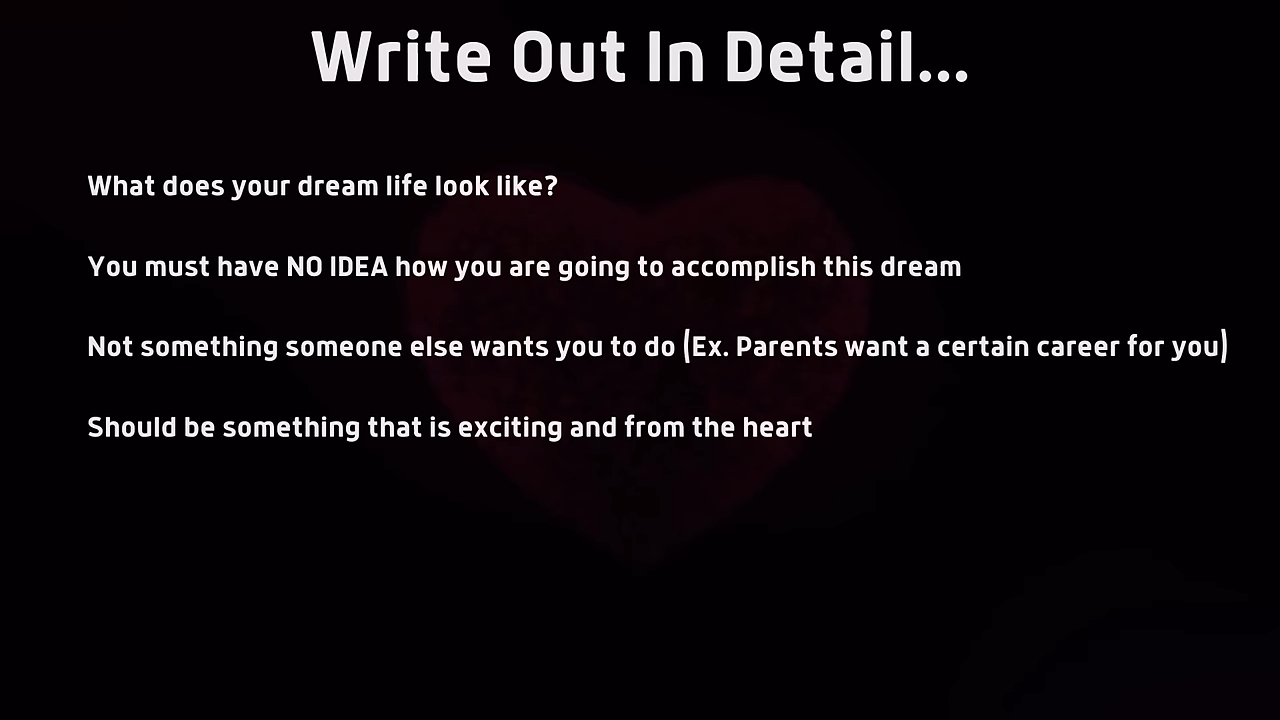 Write Out In Detail...
What does your dream life look like?
You must have NO IDEA how you are going to accomplish this dream
Not something someone else wants you to do (Ex. Parents want a certain career for you)
Should be something that is exciting and from the heart